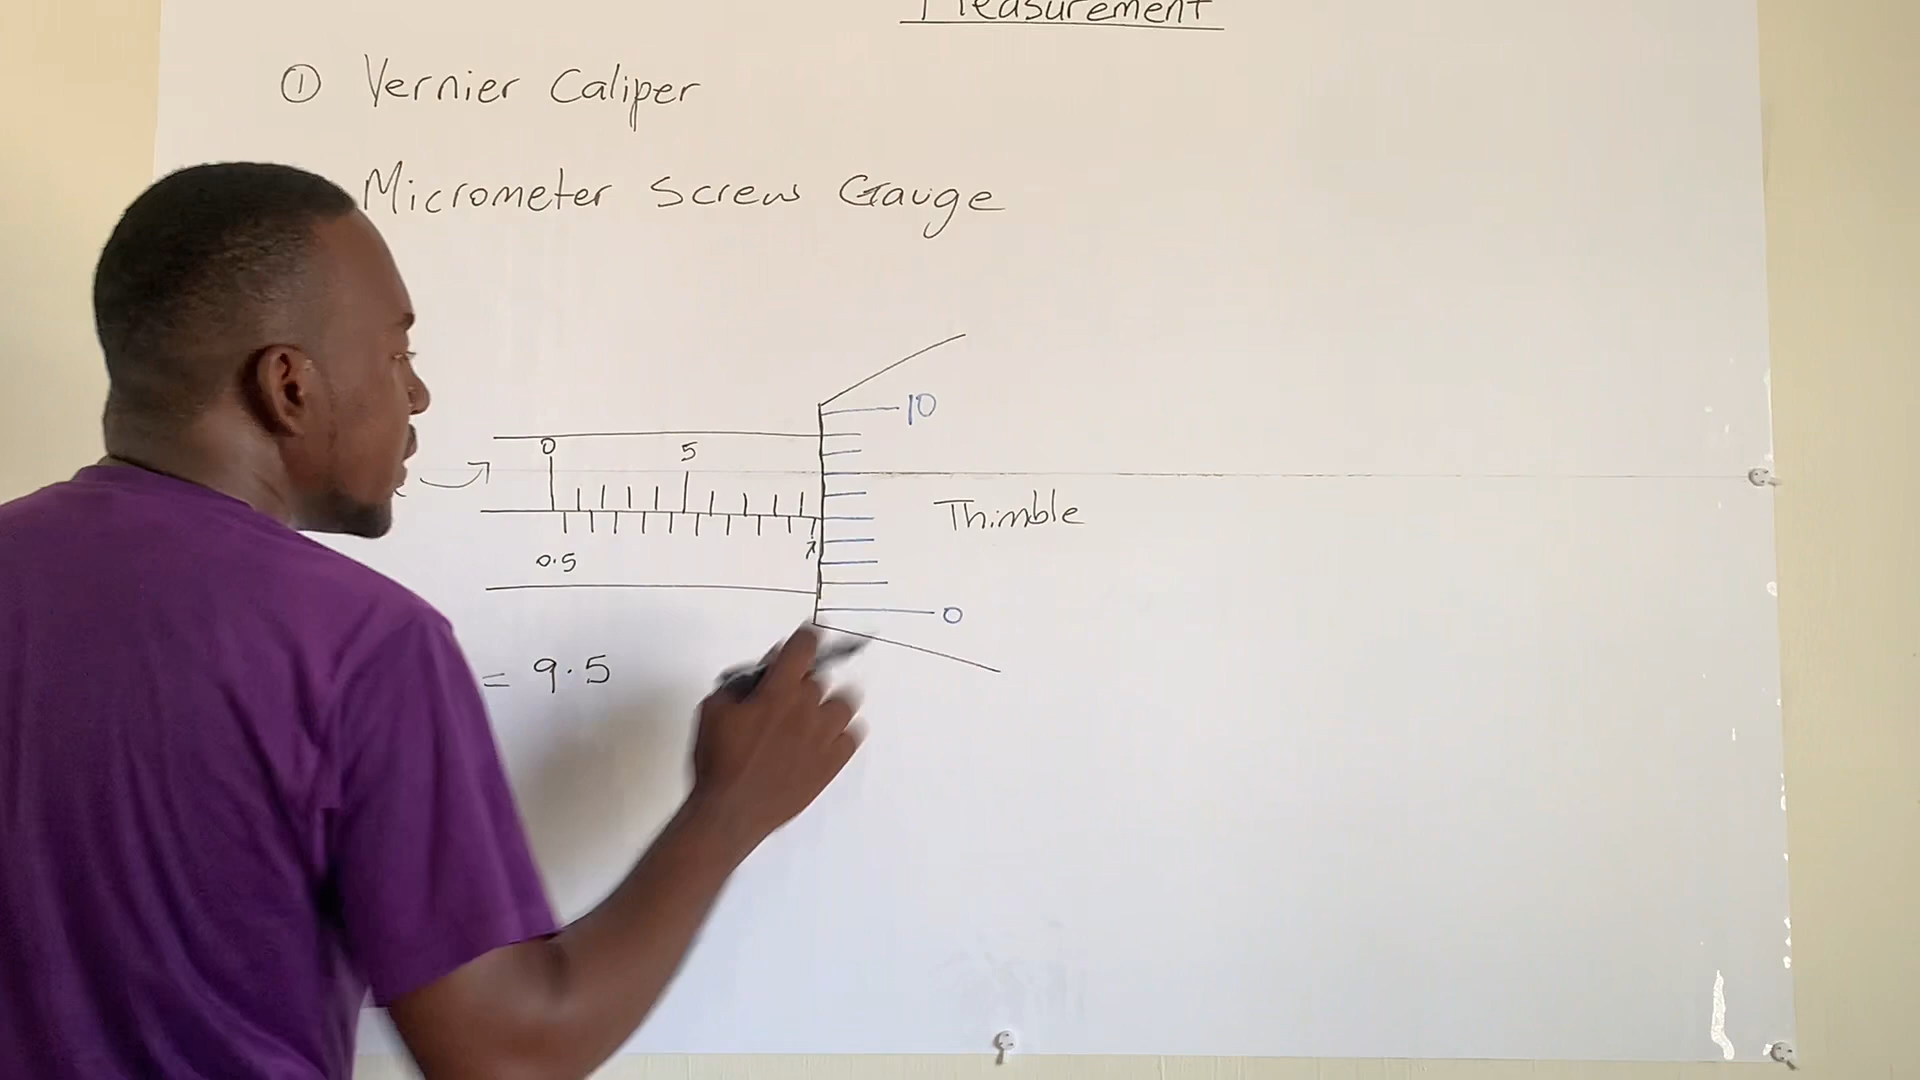 Measurement
① Vernier Caliper
Micrometer Screw Gauge
10
0 5
Thimble
0.5
0
= 9.5